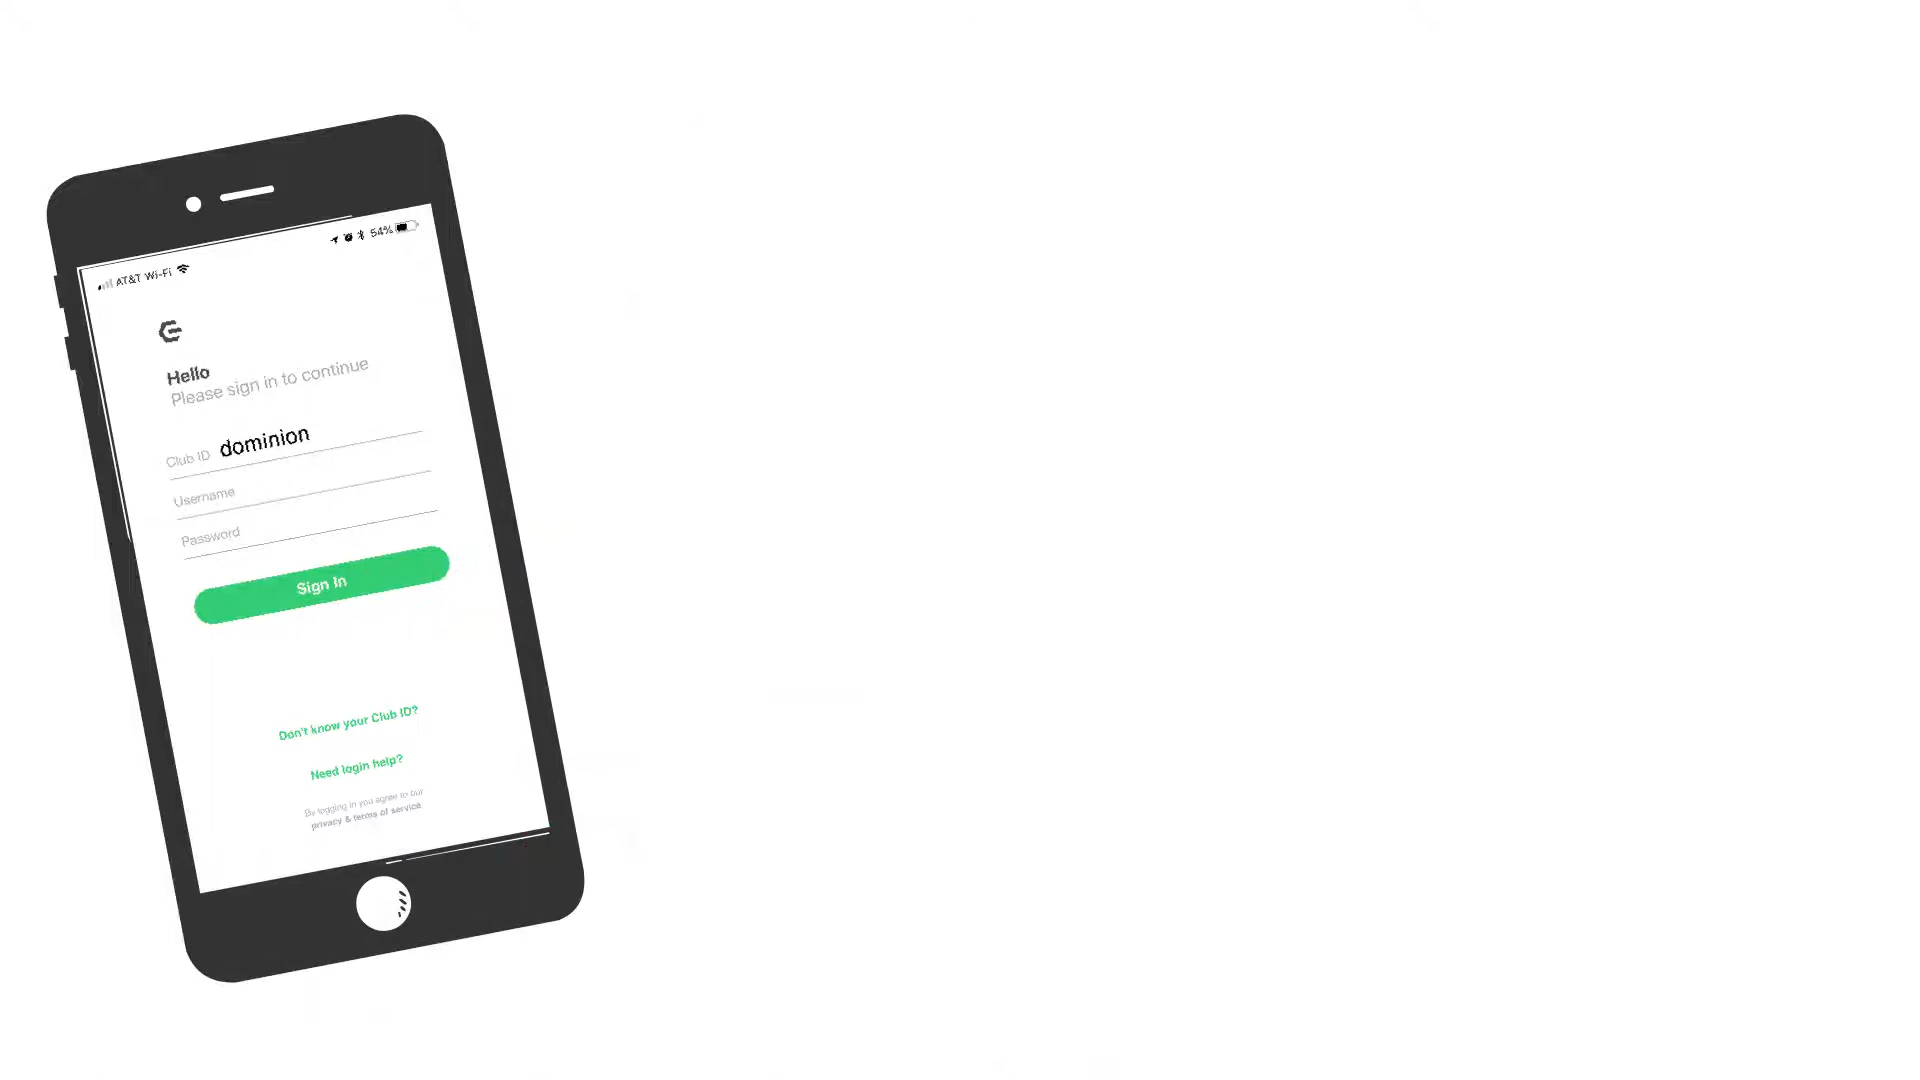 AT&T Wi-Fi 54%
Hello
Please sign in to continue
Club ID dominion
Username
Password
Sign In
Don't know your Club ID?
Need login help?
By logging in you agree to our
privacy & terms of service